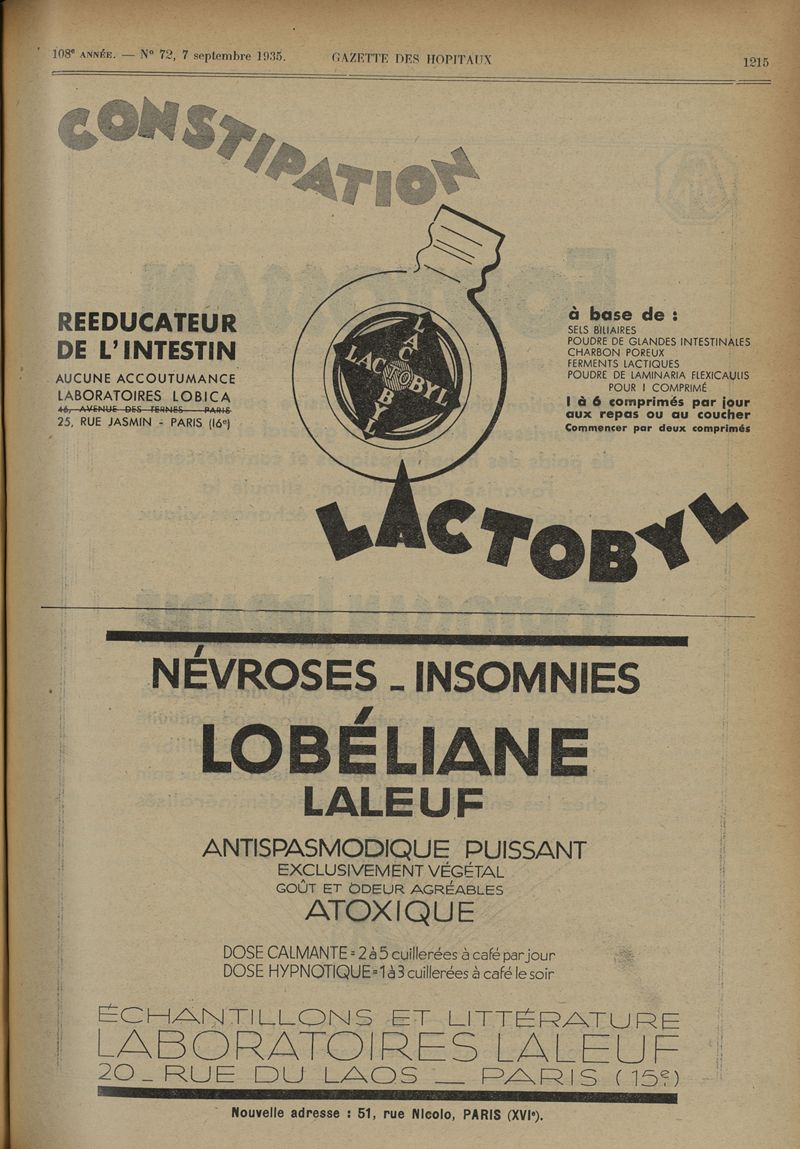 108e ANNÉE. — No 72, 7 septembre 1935. GAZETTE DES HOPITAUX 1215
CONSTIPATION
REEDUCATEUR
DE L'INTESTIN
AUCUNE ACCOUTUMANCE
LABORATOIRES LOBICA
46, AVENUE DES TERNES - PARIS
25, RUE JASMIN - PARIS (16e)
LACTOBYL
LACTOBYL
à base de :
SELS BILIAIRES
POUDRE DE GLANDES INTESTINALES
CHARBON POREUX
FERMENTS LACTIQUES
POUDRE DE LAMINARIA FLEXICAULIS
POUR 1 COMPRIMÉ
1 à 6 comprimés par jour
aux repas ou au coucher
Commencer par deux comprimés
LACTOBYL
NÉVROSES - INSOMNIES
LOBÉLIANE
LALEUF
ANTISPASMODIQUE PUISSANT
EXCLUSIVEMENT VÉGÉTAL
GOÛT ET ODEUR AGRÉABLES
ATOXIQUE
DOSE CALMANTE = 2 à 5 cuillerées à café par jour
DOSE HYPNOTIQUE = 1 à 3 cuillerées à café le soir
ÉCHANTILLONS ET LITTÉRATURE
LABORATOIRES LALEUF
20 - RUE DU LAOS — PARIS (15e)
Nouvelle adresse : 51, rue Nicolo, PARIS (XVIe).